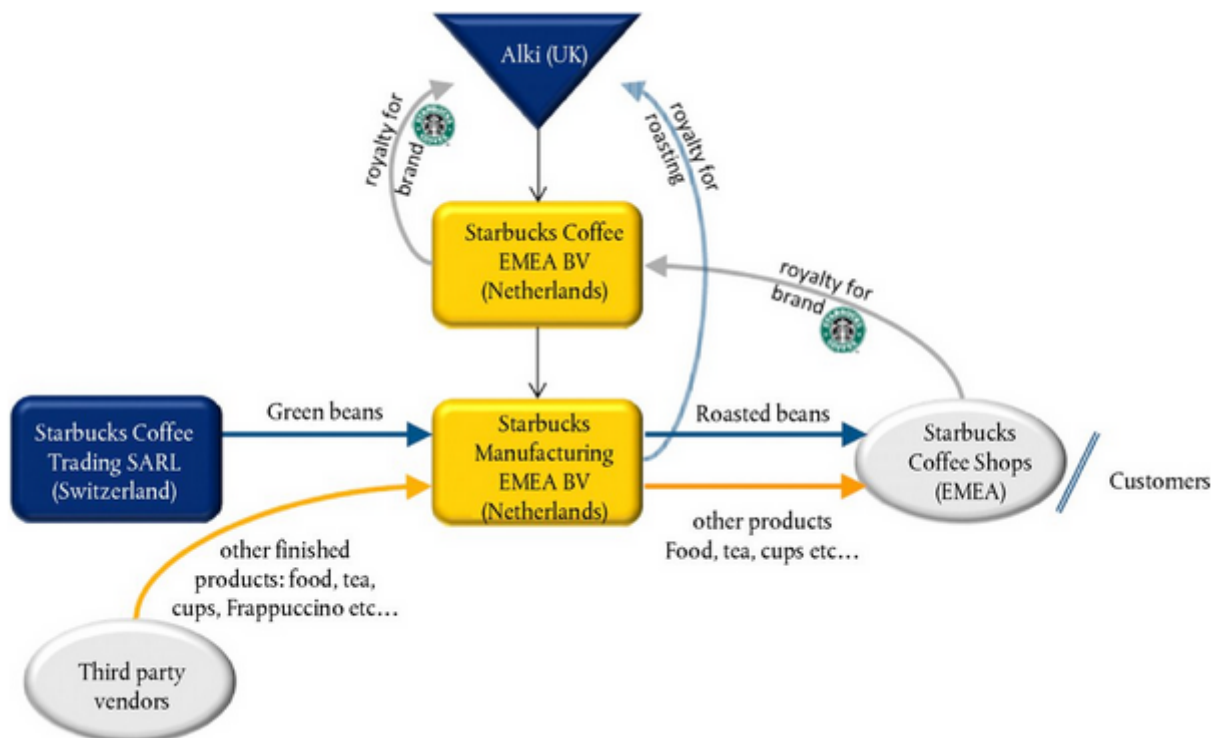 Alki (UK)
royalty for
brand
royalty for
roasting
Starbucks Coffee
EMEA BV
(Netherlands)
royalty for
brand
Starbucks Coffee
Trading SARL
(Switzerland)
Green beans
Starbucks
Manufacturing
EMEA BV
(Netherlands)
Roasted beans
Starbucks
Coffee Shops
(EMEA)
Customers
other finished
products: food, tea,
cups, Frappuccino etc...
other products
Food, tea, cups etc...
Third party
vendors